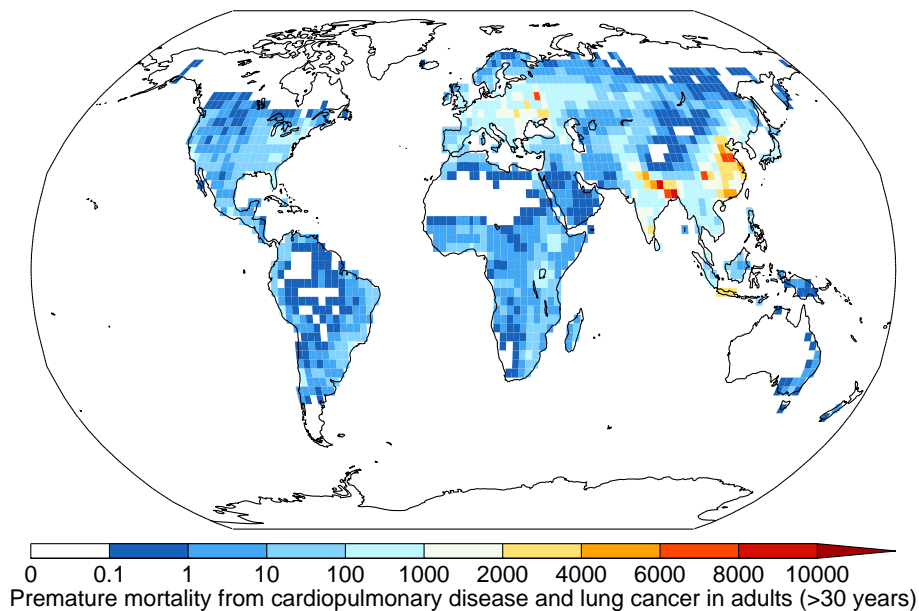 0 0.1 1 10 100 1000 2000 4000 6000 8000 10000
Premature mortality from cardiopulmonary disease and lung cancer in adults (>30 years)